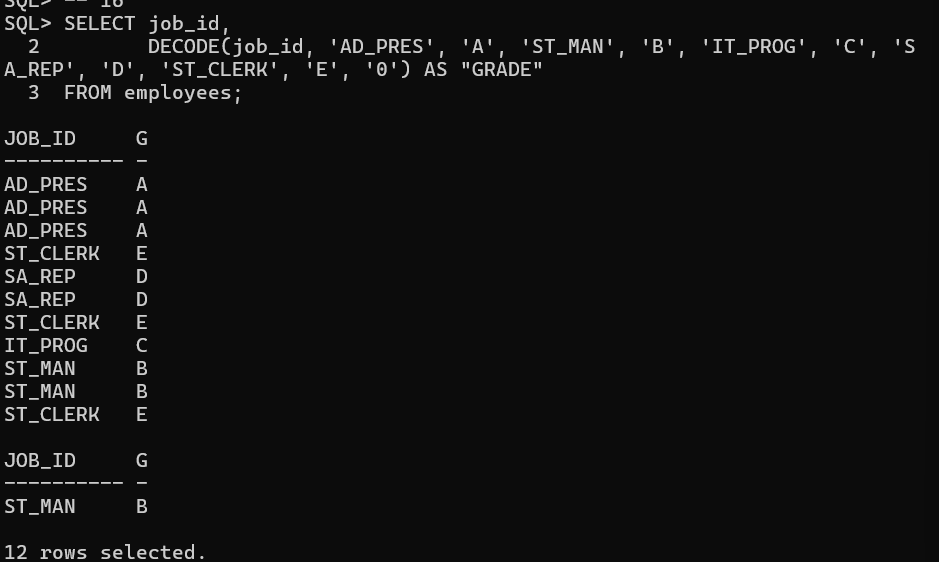 SQL> -- 16
SQL> SELECT job_id,
  2         DECODE(job_id, 'AD_PRES', 'A', 'ST_MAN', 'B', 'IT_PROG', 'C', 'S
A_REP', 'D', 'ST_CLERK', 'E', '0') AS "GRADE"
  3  FROM employees;
JOB_ID     G
---------- -
AD_PRES    A
AD_PRES    A
AD_PRES    A
ST_CLERK   E
SA_REP     D
SA_REP     D
ST_CLERK   E
IT_PROG    C
ST_MAN     B
ST_MAN     B
ST_CLERK   E
JOB_ID     G
---------- -
ST_MAN     B
12 rows selected.